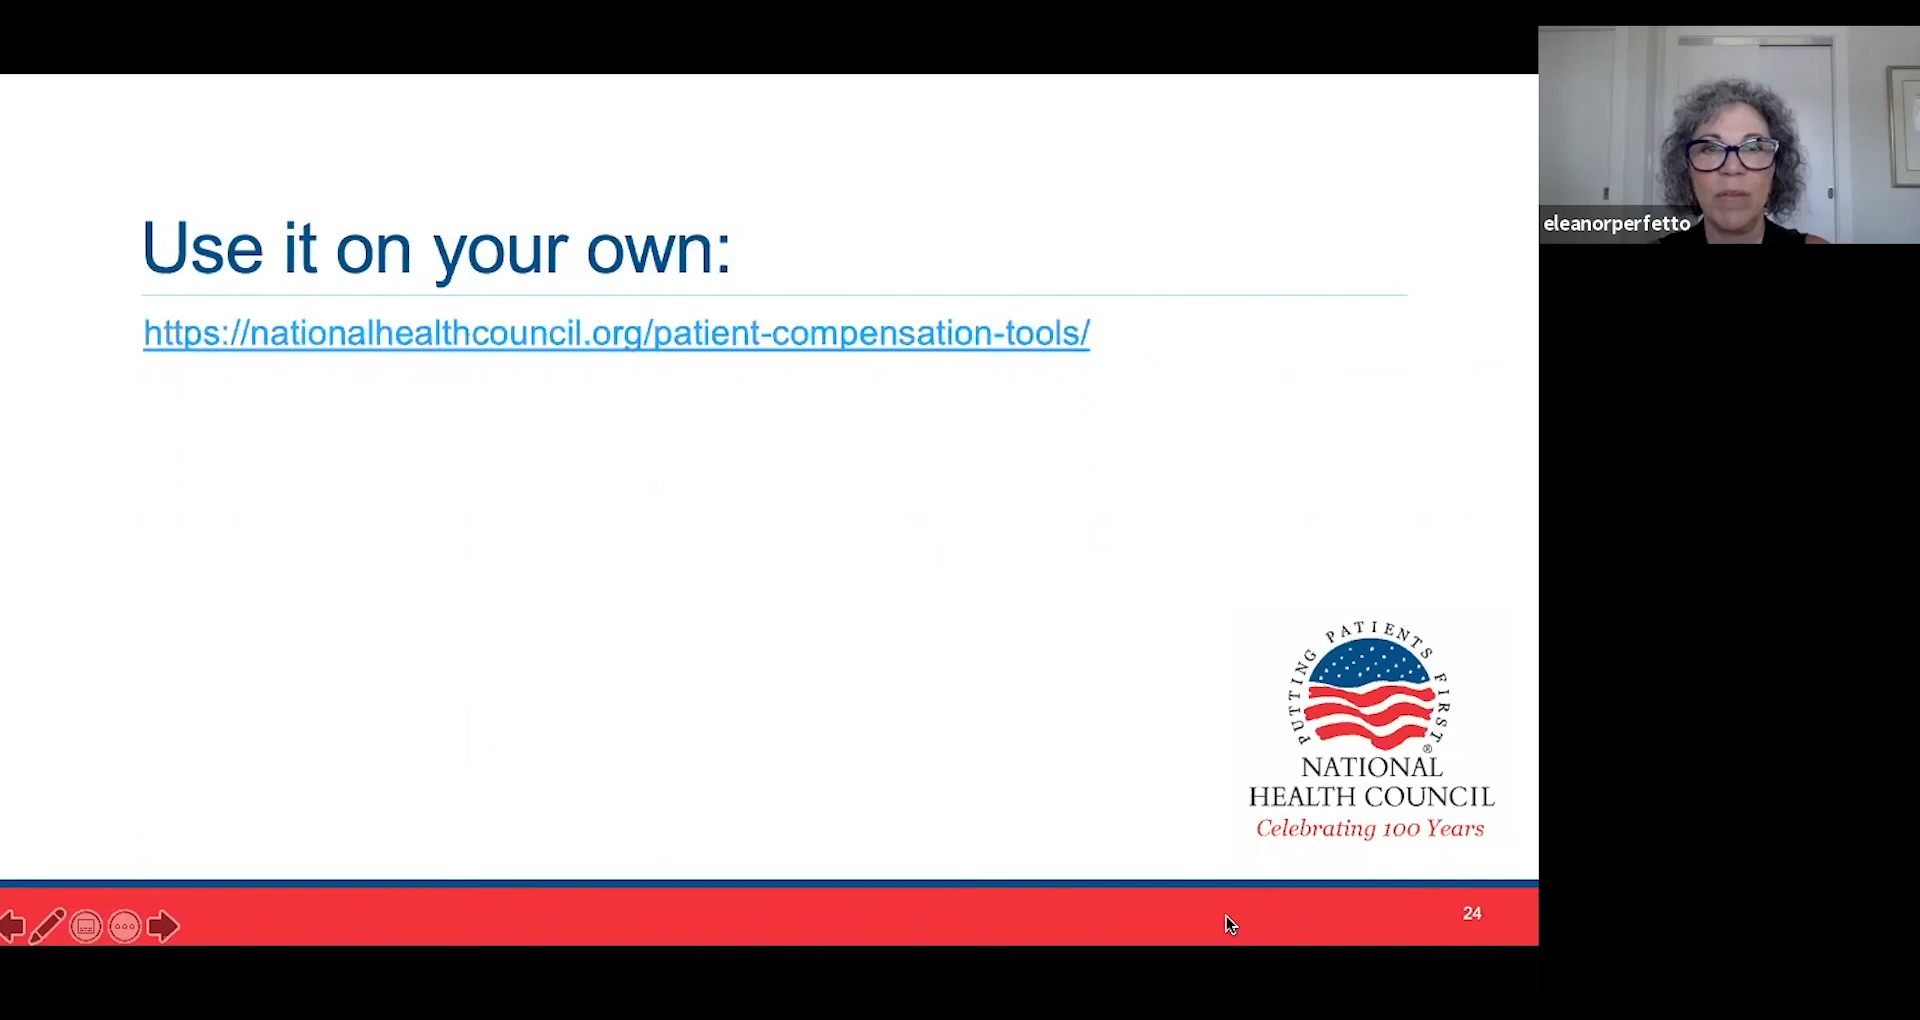 Use it on your own:
https://nationalhealthcouncil.org/patient-compensation-tools/
eleanorperfetto
PUTTING PATIENTS FIRST
®
NATIONAL
HEALTH COUNCIL
Celebrating 100 Years
24